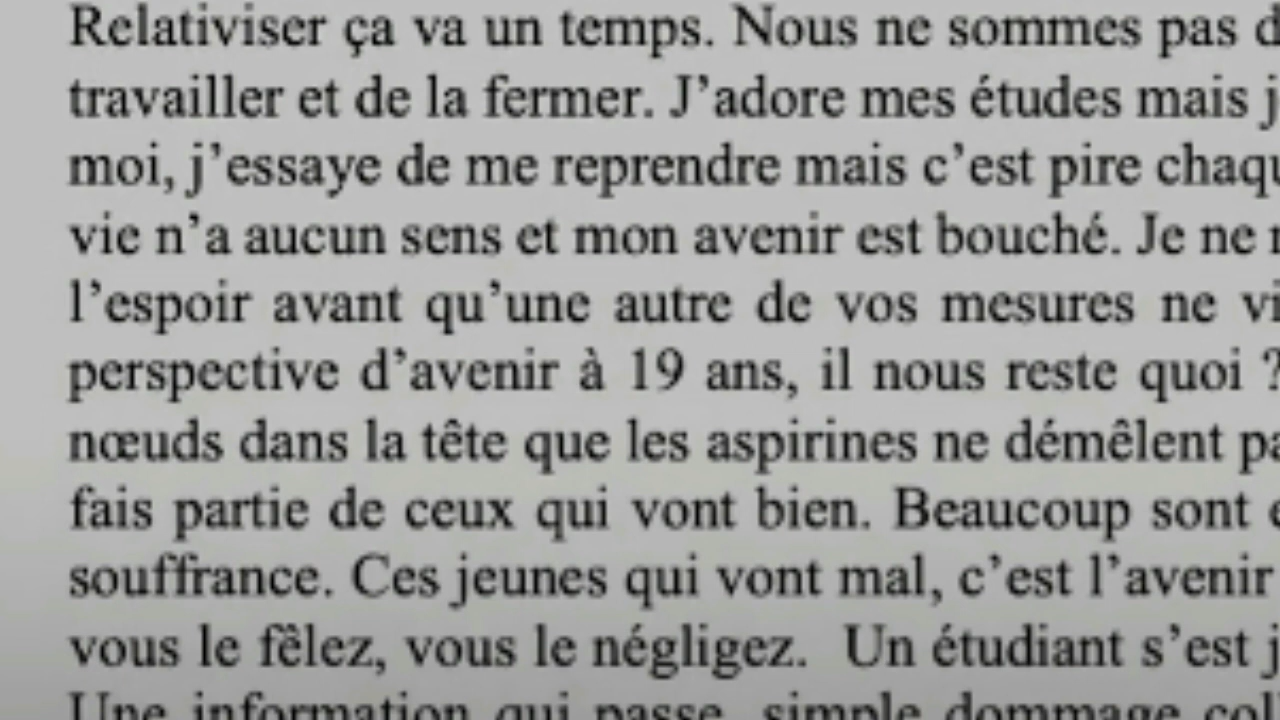 Relativiser ça va un temps. Nous ne sommes pas
travailler et de la fermer. J’adore mes études mais
moi, j’essaye de me reprendre mais c’est pire
vie n’a aucun sens et mon avenir est bouché. Je ne
l’espoir avant qu’une autre de vos mesures ne
perspective d’avenir à 19 ans, il nous reste quoi ?
nœuds dans la tête que les aspirines ne démêlent
fais partie de ceux qui vont bien. Beaucoup sont
souffrance. Ces jeunes qui vont mal, c’est l’avenir
vous le fêlez, vous le négligez. Un étudiant s’est
Une information qui passe, simple dommage